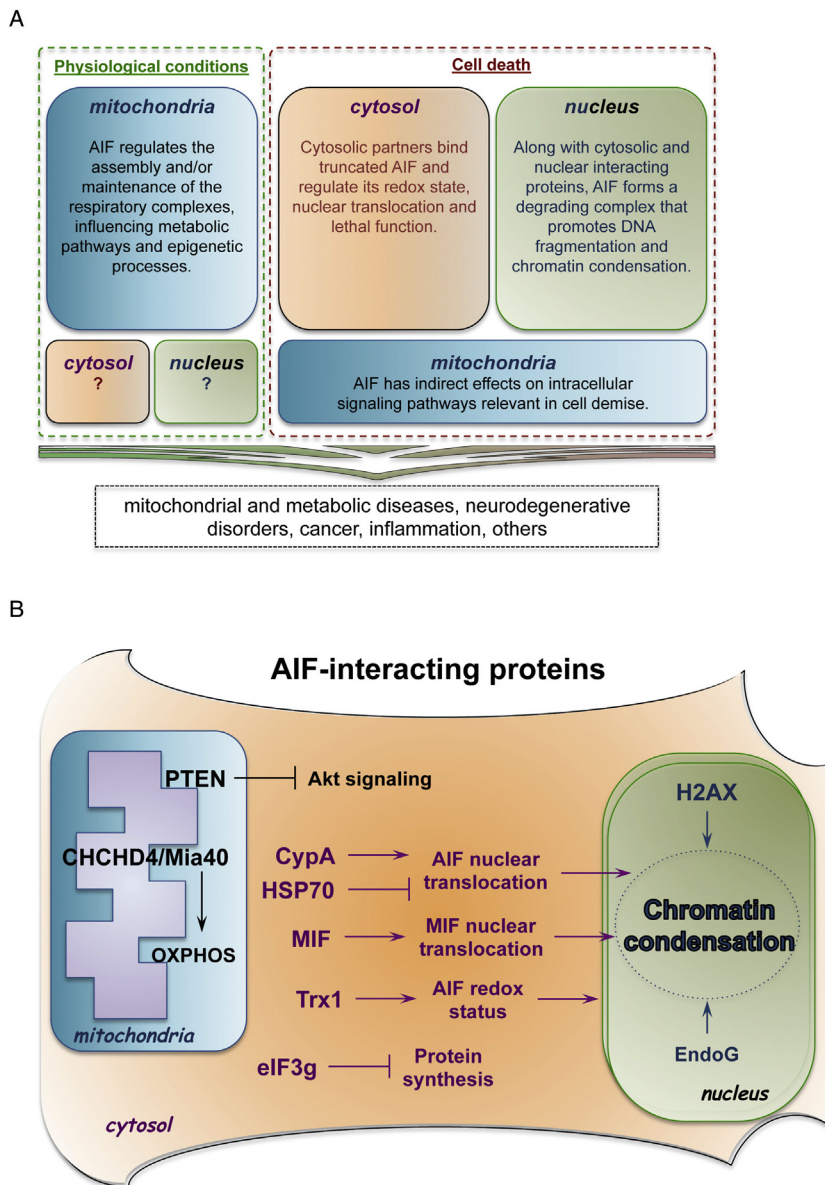 A
Physiological conditions
Cell death
mitochondria
AIF regulates the
assembly and/or
maintenance of the
respiratory complexes,
influencing metabolic
pathways and epigenetic
processes.
cytosol
Cytosolic partners bind
truncated AIF and
regulate its redox state,
nuclear translocation and
lethal function.
nucleus
Along with cytosolic and
nuclear interacting
proteins, AIF forms a
degrading complex that
promotes DNA
fragmentation and
chromatin condensation.
cytosol
?
nucleus
?
mitochondria
AIF has indirect effects on intracellular
signaling pathways relevant in cell demise.
mitochondrial and metabolic diseases, neurodegenerative
disorders, cancer, inflammation, others
B
AIF-interacting proteins
PTEN
Akt signaling
CHCHD4/Mia40
OXPHOS
mitochondria
CypA
HSP70
AIF nuclear
translocation
MIF
MIF nuclear
translocation
Trx1
AIF redox
status
eIF3g
Protein
synthesis
H2AX
Chromatin
condensation
EndoG
nucleus
cytosol